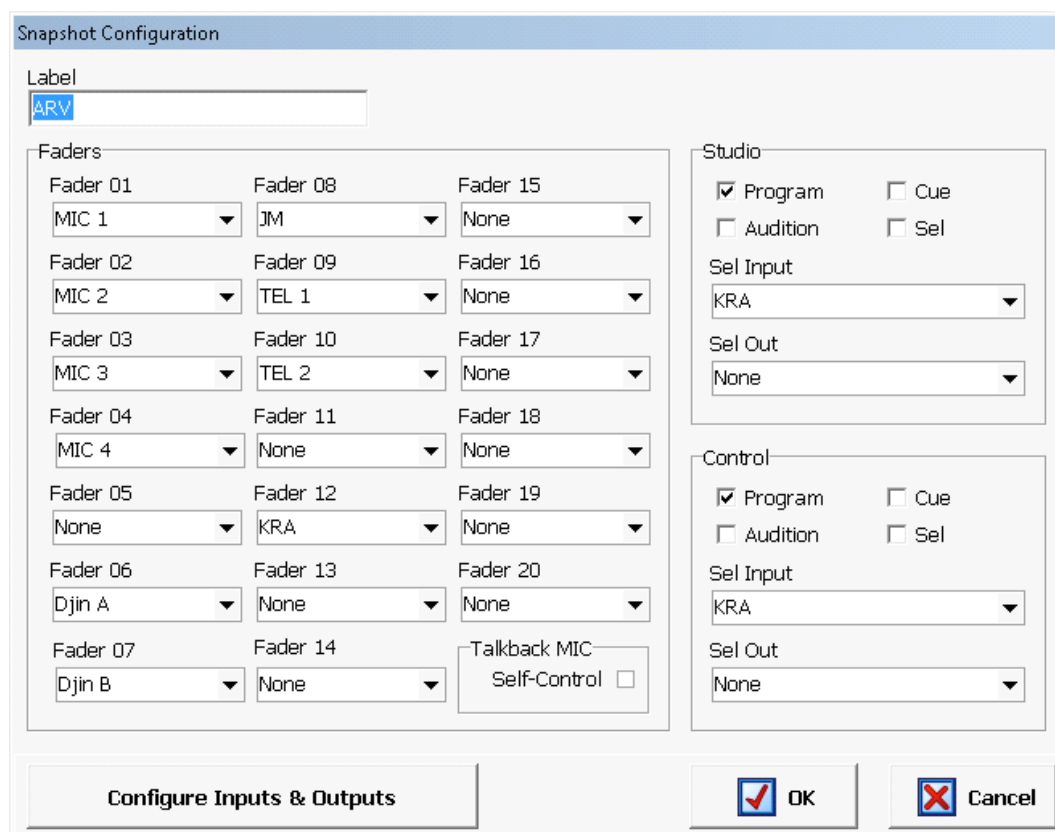 Snapshot Configuration
Label
ARV
Faders
Fader 01
MIC 1
Fader 02
MIC 2
Fader 03
MIC 3
Fader 04
MIC 4
Fader 05
None
Fader 06
Djin A
Fader 07
Djin B
Fader 08
JM
Fader 09
TEL 1
Fader 10
TEL 2
Fader 11
None
Fader 12
KRA
Fader 13
None
Fader 14
None
Fader 15
None
Fader 16
None
Fader 17
None
Fader 18
None
Fader 19
None
Fader 20
None
Talkback MIC
Self-Control
Studio
Program
Cue
Audition
Sel
Sel Input
KRA
Sel Out
None
Control
Program
Cue
Audition
Sel
Sel Input
KRA
Sel Out
None
Configure Inputs & Outputs
OK
Cancel